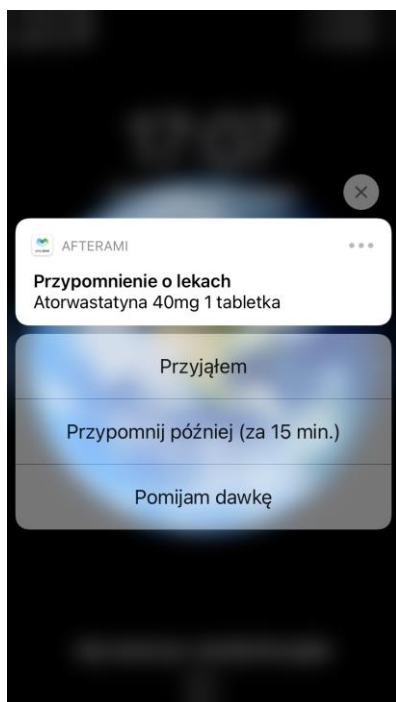 AFTERAMI
Przypomnienie o lekach
Atorwastatyna 40mg 1 tabletka
Przyjąłem
Przypomnij później (za 15 min.)
Pomijam dawkę